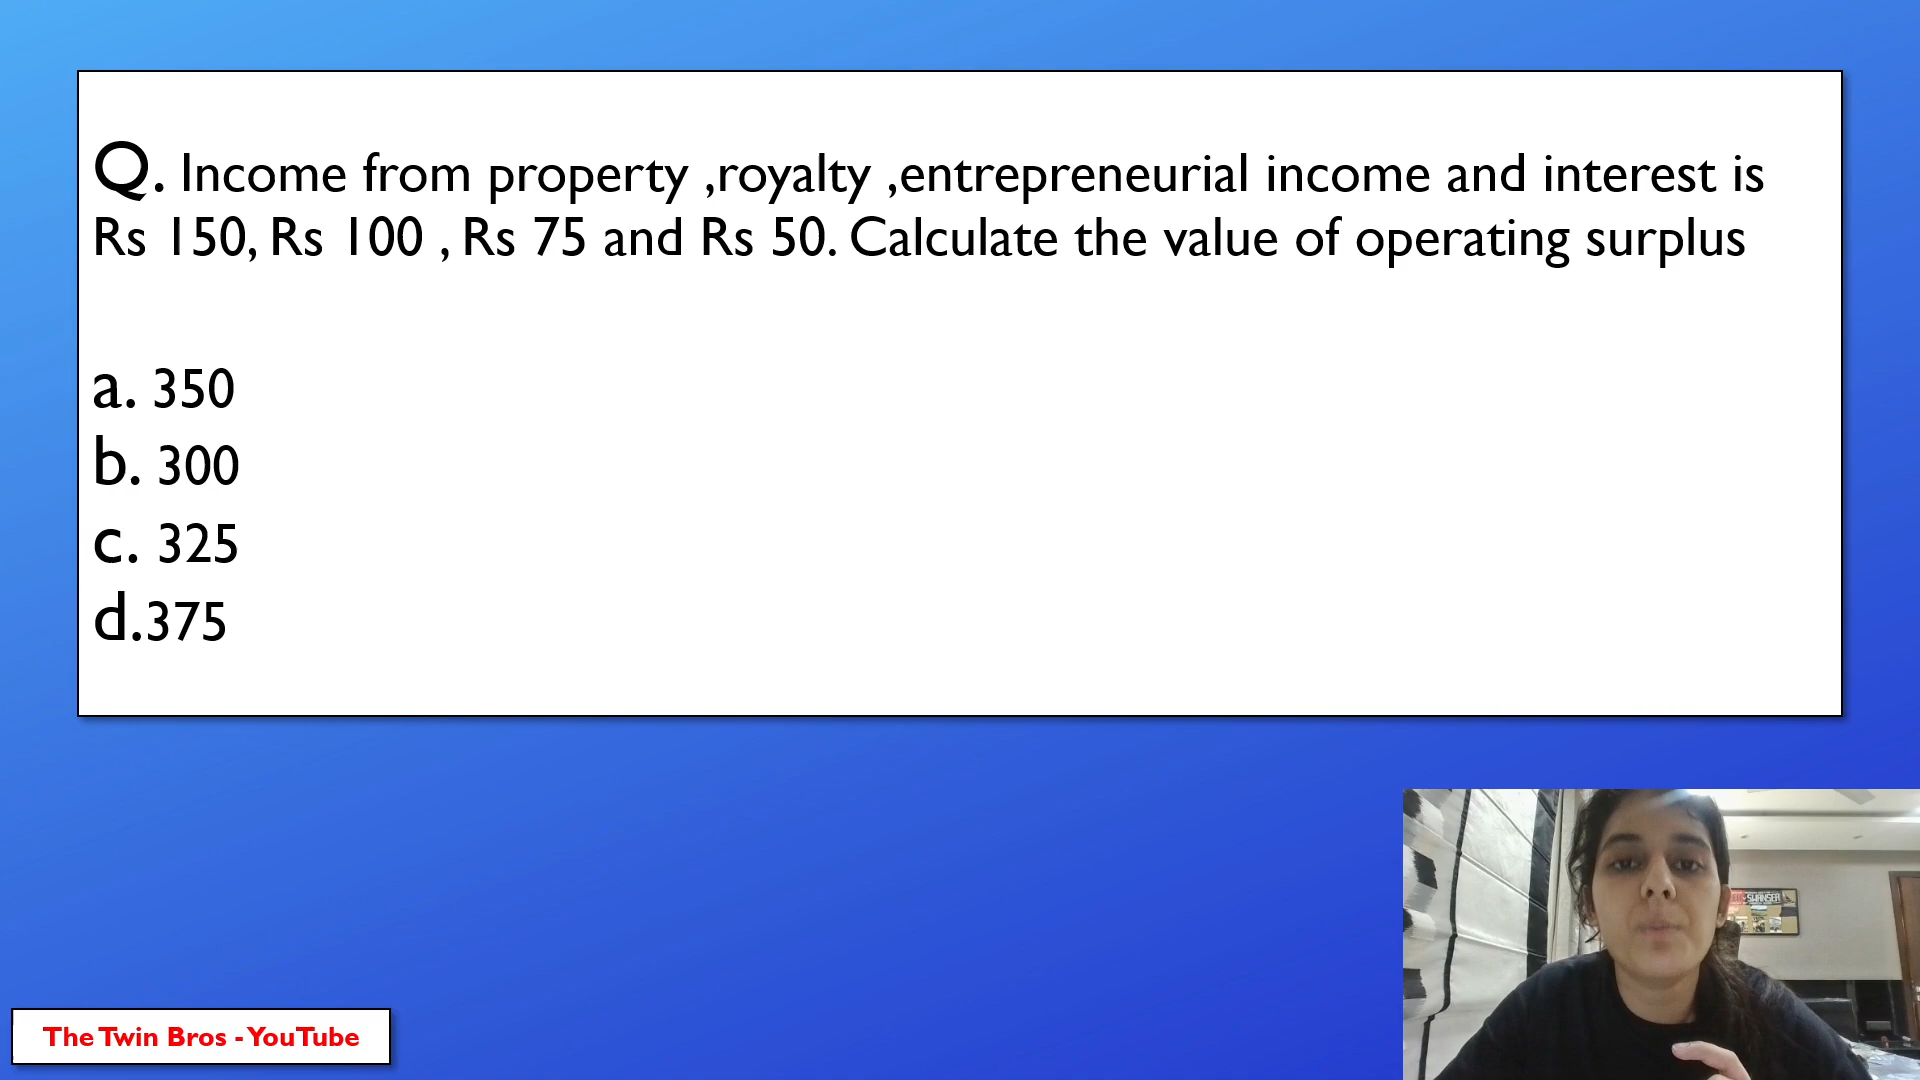 Q. Income from property ,royalty ,entrepreneurial income and interest is
Rs 150, Rs 100 , Rs 75 and Rs 50. Calculate the value of operating surplus
a. 350
b. 300
c. 325
d.375
SWANSEA
The Twin Bros - YouTube